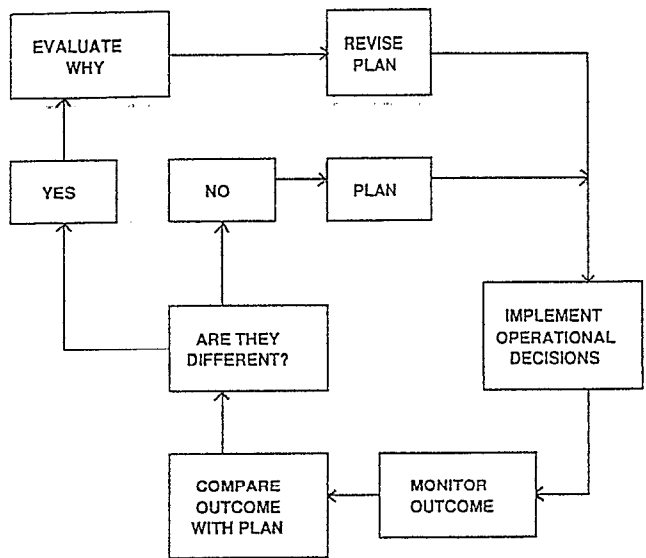 EVALUATE
WHY
REVISE
PLAN
YES
NO
PLAN
ARE THEY
DIFFERENT?
IMPLEMENT
OPERATIONAL
DECISIONS
COMPARE
OUTCOME
WITH PLAN
MONITOR
OUTCOME